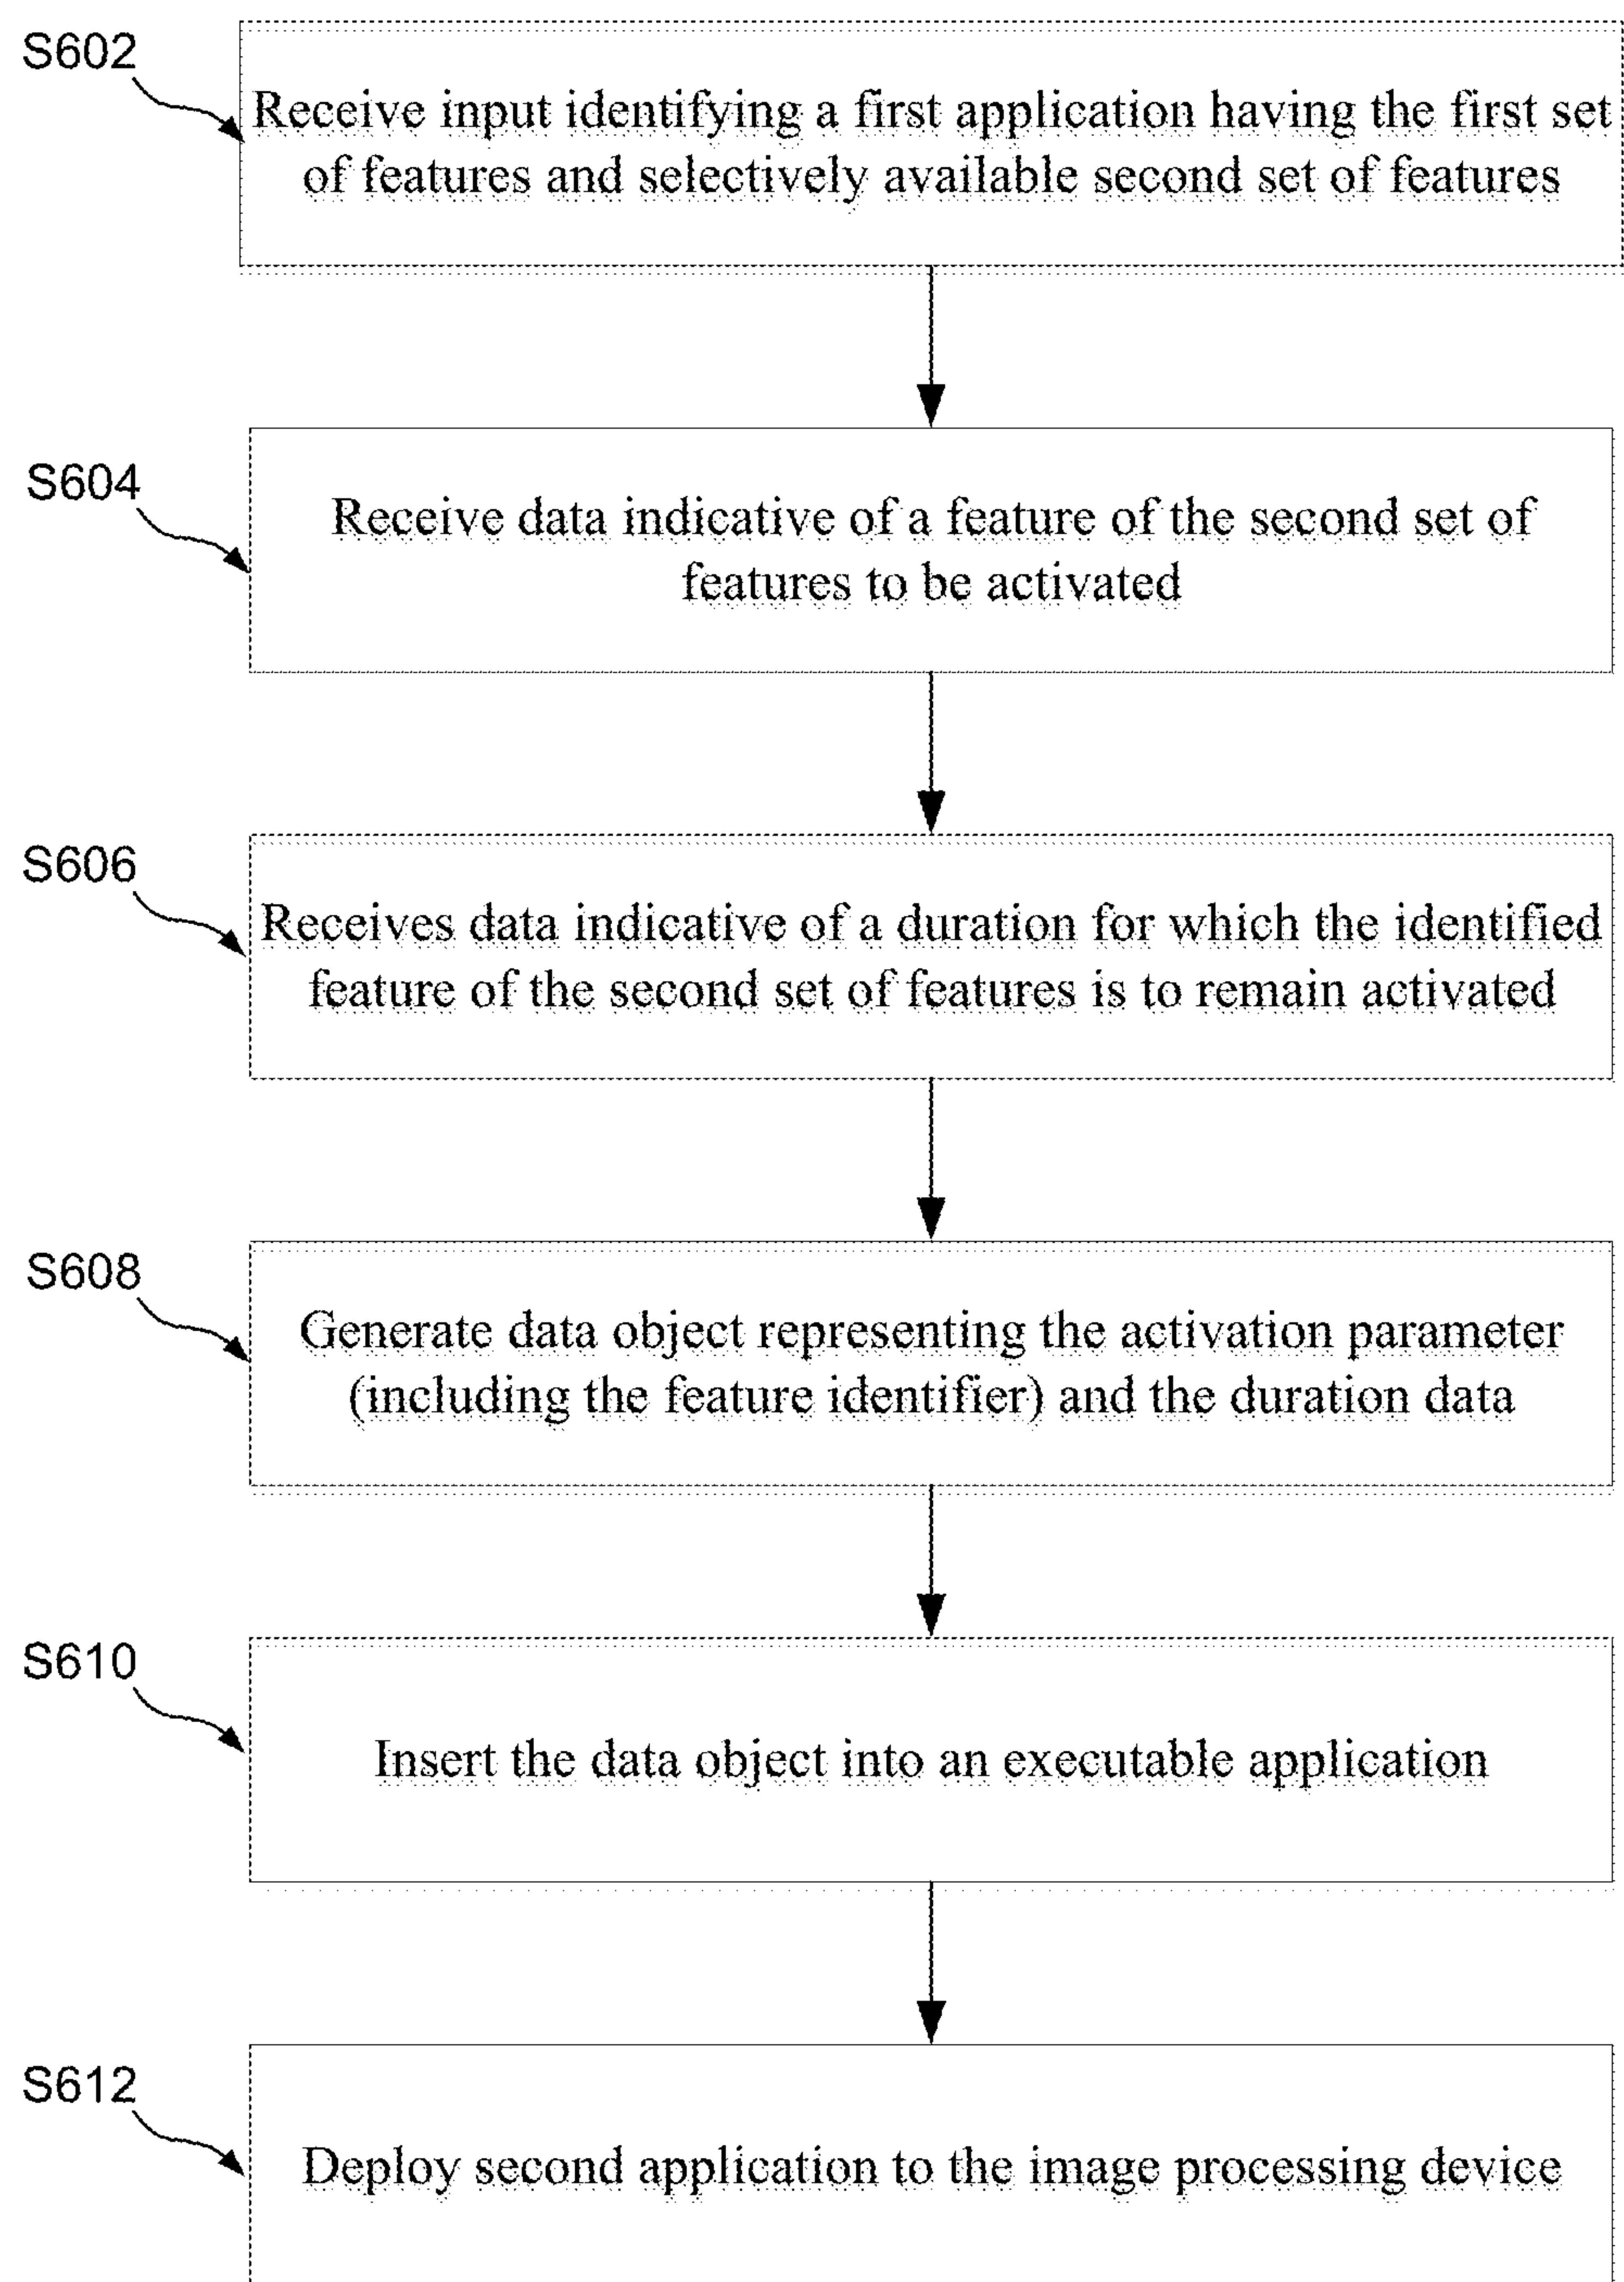 S602
Receive input identifying a first application having the first set
of features and selectively available second set of features
S604
Receive data indicative of a feature of the second set of
features to be activated
S606
Receives data indicative of a duration for which the identified
feature of the second set of features is to remain activated
S608
Generate data object representing the activation parameter
(including the feature identifier) and the duration data
S610
Insert the data object into an executable application
S612
Deploy second application to the image processing device